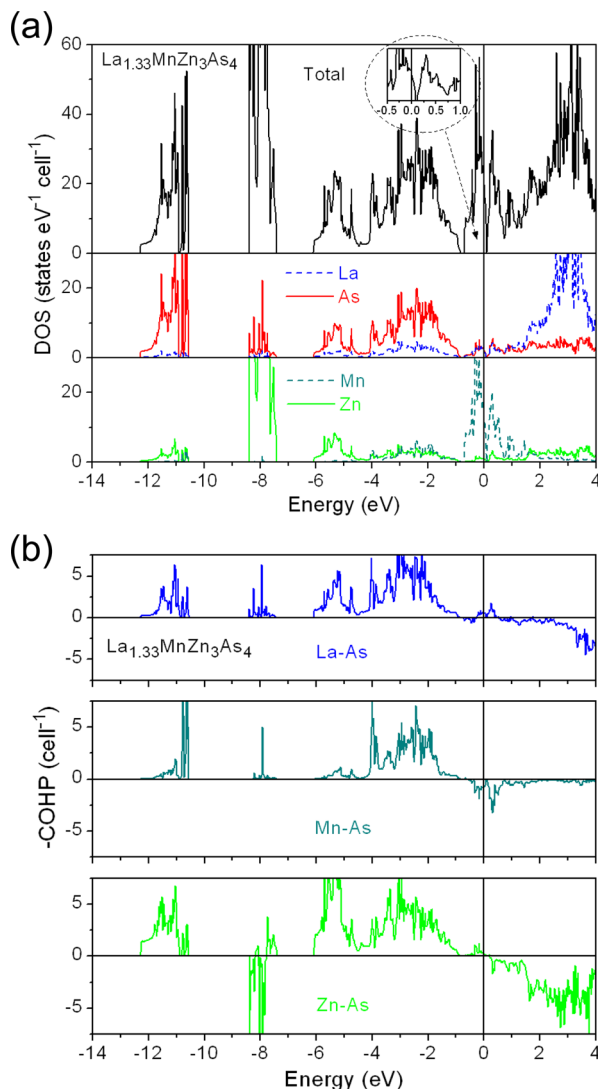 (a)
La1.33MnZn3As4
Total
60
40
20
0
-0.5 0.0 0.5 1.0
DOS (states eV-1 cell-1)
La
As
20
0
Mn
Zn
20
0
-14 -12 -10 -8 -6 -4 -2 0 2 4
Energy (eV)
(b)
5
0
-5
La1.33MnZn3As4
La-As
-COHP (cell-1)
5
0
-5
Mn-As
5
0
-5
Zn-As
-14 -12 -10 -8 -6 -4 -2 0 2 4
Energy (eV)